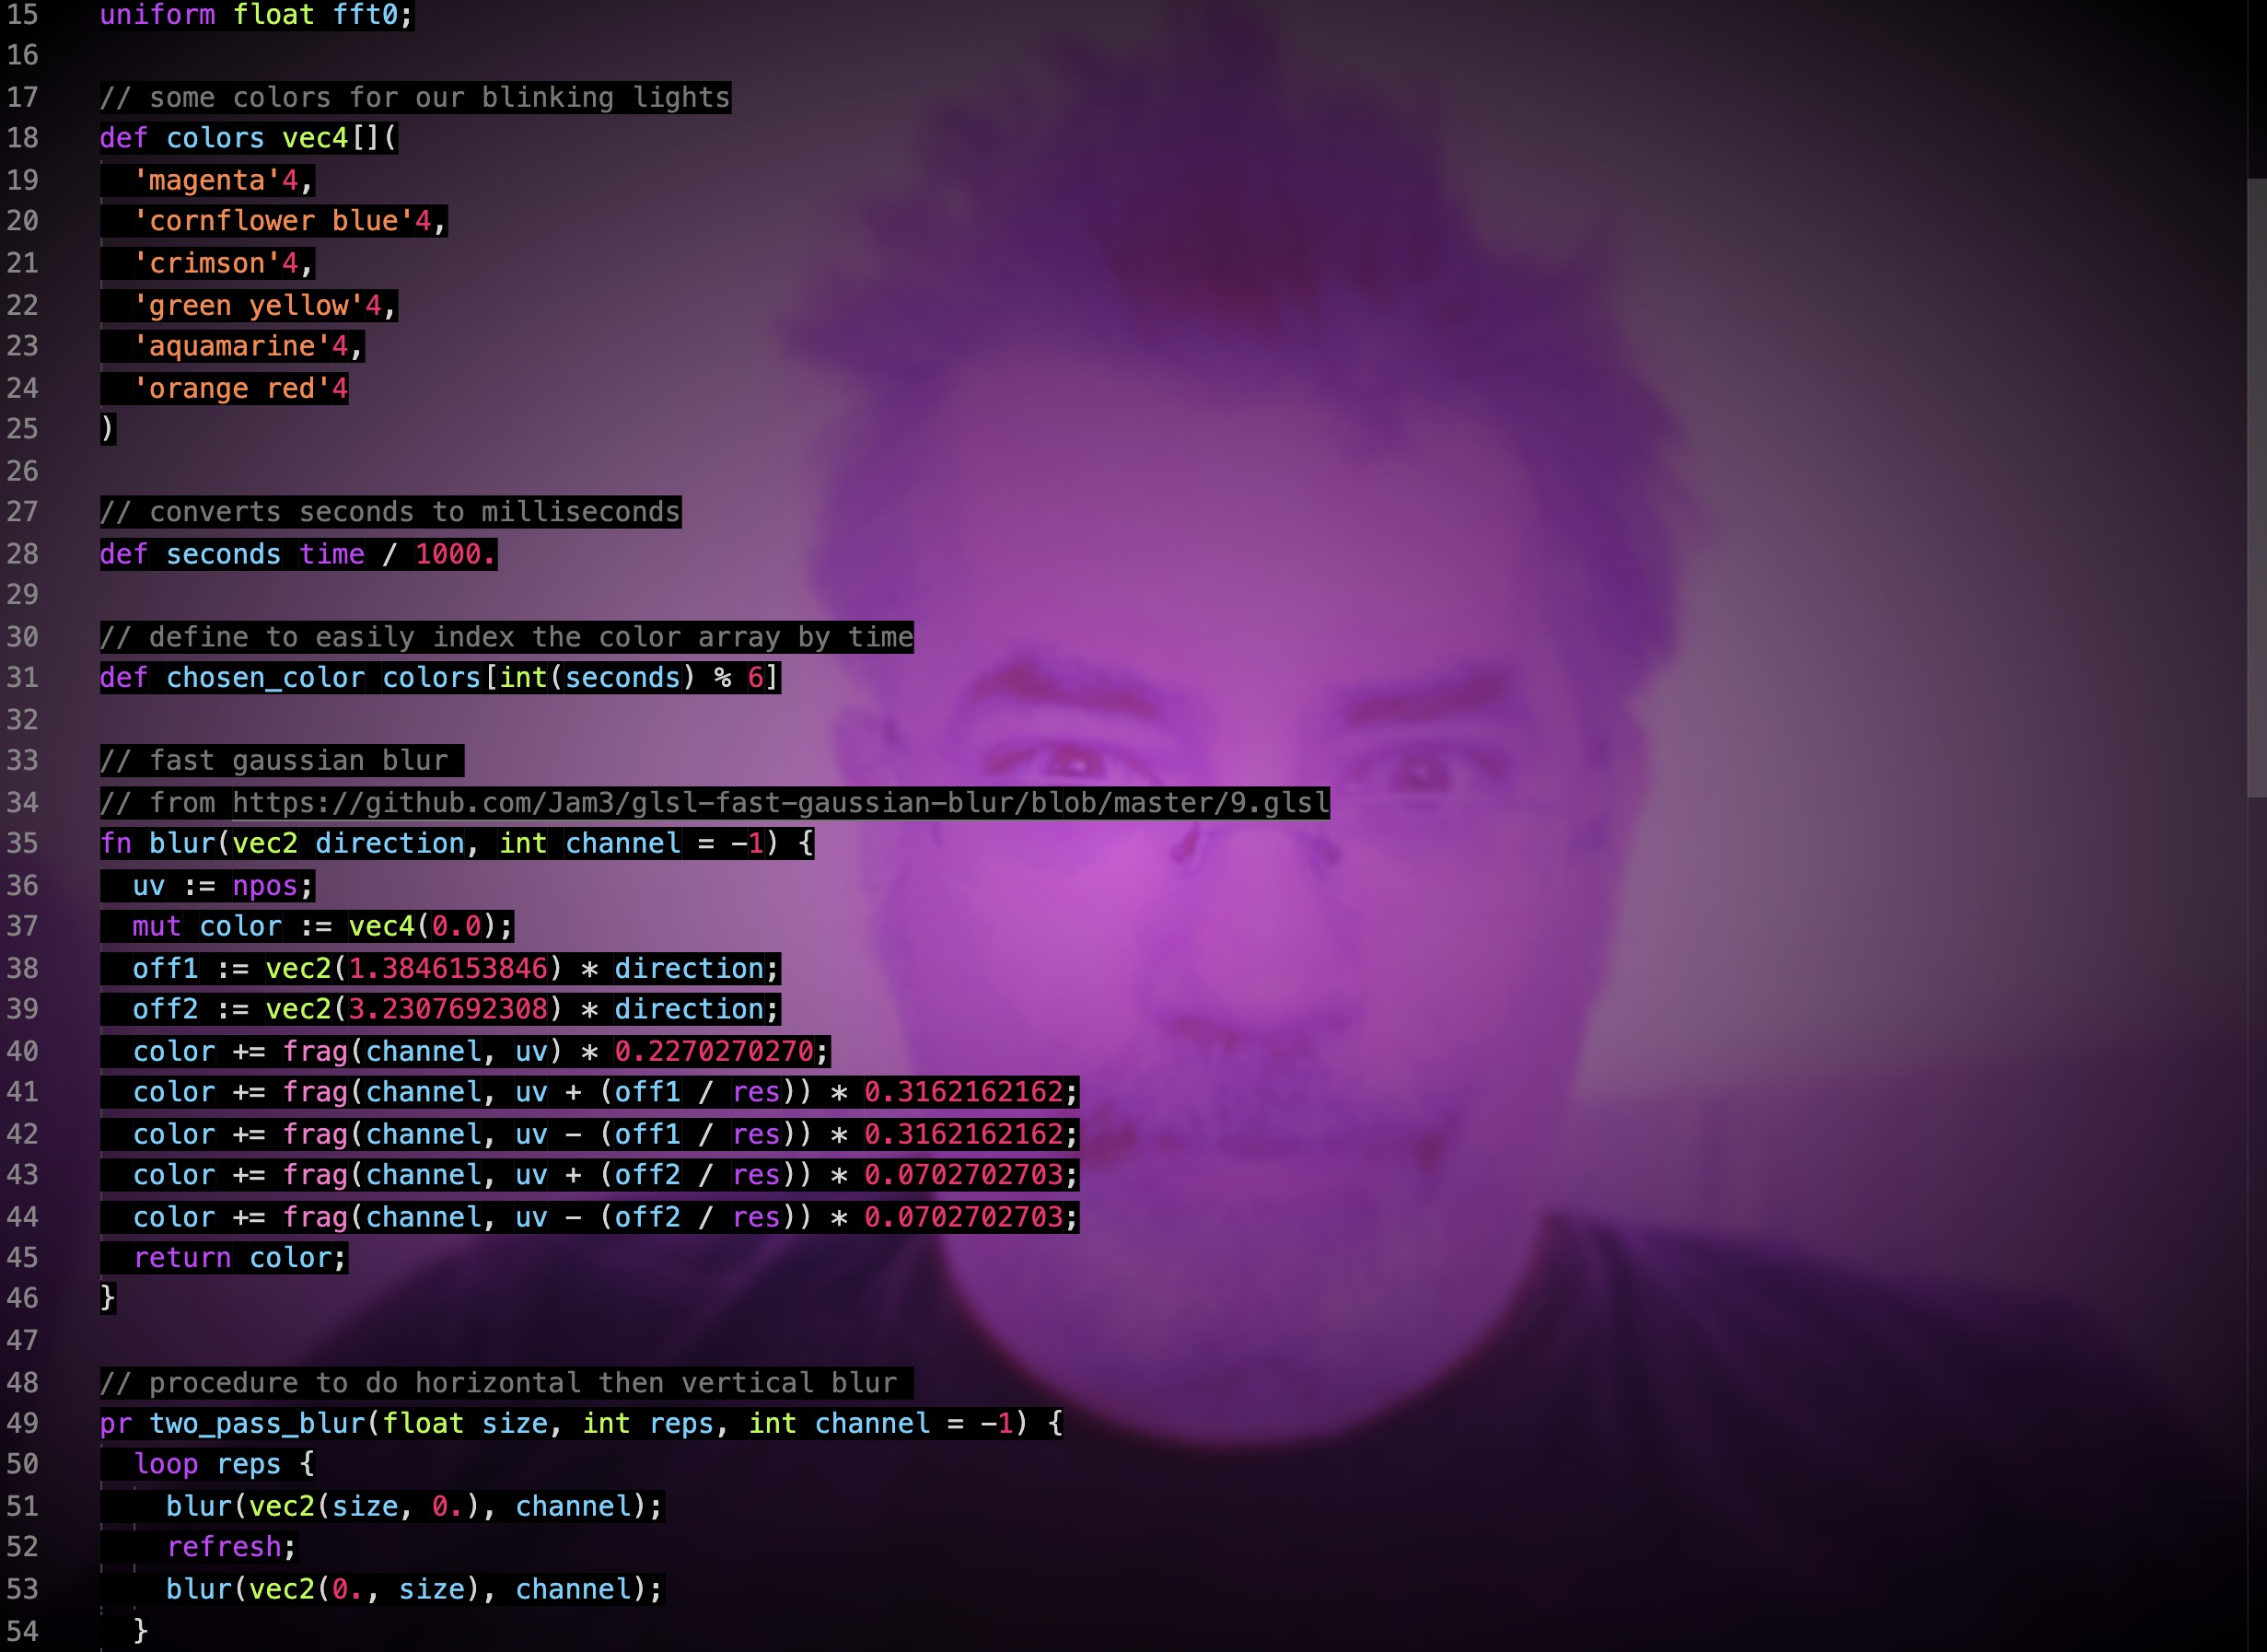 15 uniform float fft0;
16
17 // some colors for our blinking lights
18 def colors vec4[](
19   'magenta'4,
20   'cornflower blue'4,
21   'crimson'4,
22   'green yellow'4,
23   'aquamarine'4,
24   'orange red'4
25 )
26
27 // converts seconds to milliseconds
28 def seconds time / 1000.
29
30 // define to easily index the color array by time
31 def chosen_color colors[int(seconds) % 6]
32
33 // fast gaussian blur
34 // from https://github.com/Jam3/glsl-fast-gaussian-blur/blob/master/9.glsl
35 fn blur(vec2 direction, int channel = -1) {
36   uv := npos;
37   mut color := vec4(0.0);
38   off1 := vec2(1.3846153846) * direction;
39   off2 := vec2(3.2307692308) * direction;
40   color += frag(channel, uv) * 0.2270270270;
41   color += frag(channel, uv + (off1 / res)) * 0.3162162162;
42   color += frag(channel, uv - (off1 / res)) * 0.3162162162;
43   color += frag(channel, uv + (off2 / res)) * 0.0702702703;
44   color += frag(channel, uv - (off2 / res)) * 0.0702702703;
45   return color;
46 }
47
48 // procedure to do horizontal then vertical blur
49 pr two_pass_blur(float size, int reps, int channel = -1) {
50   loop reps {
51     blur(vec2(size, 0.), channel);
52     refresh;
53     blur(vec2(0., size), channel);
54   }